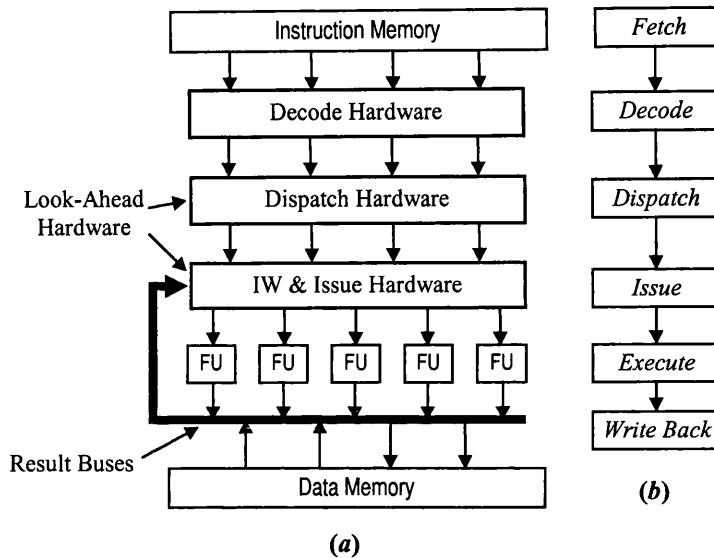 Instruction Memory
Decode Hardware
Look-Ahead
Hardware
Dispatch Hardware
IW & Issue Hardware
FU
FU
FU
FU
FU
Result Buses
Data Memory
(a)
Fetch
Decode
Dispatch
Issue
Execute
Write Back
(b)